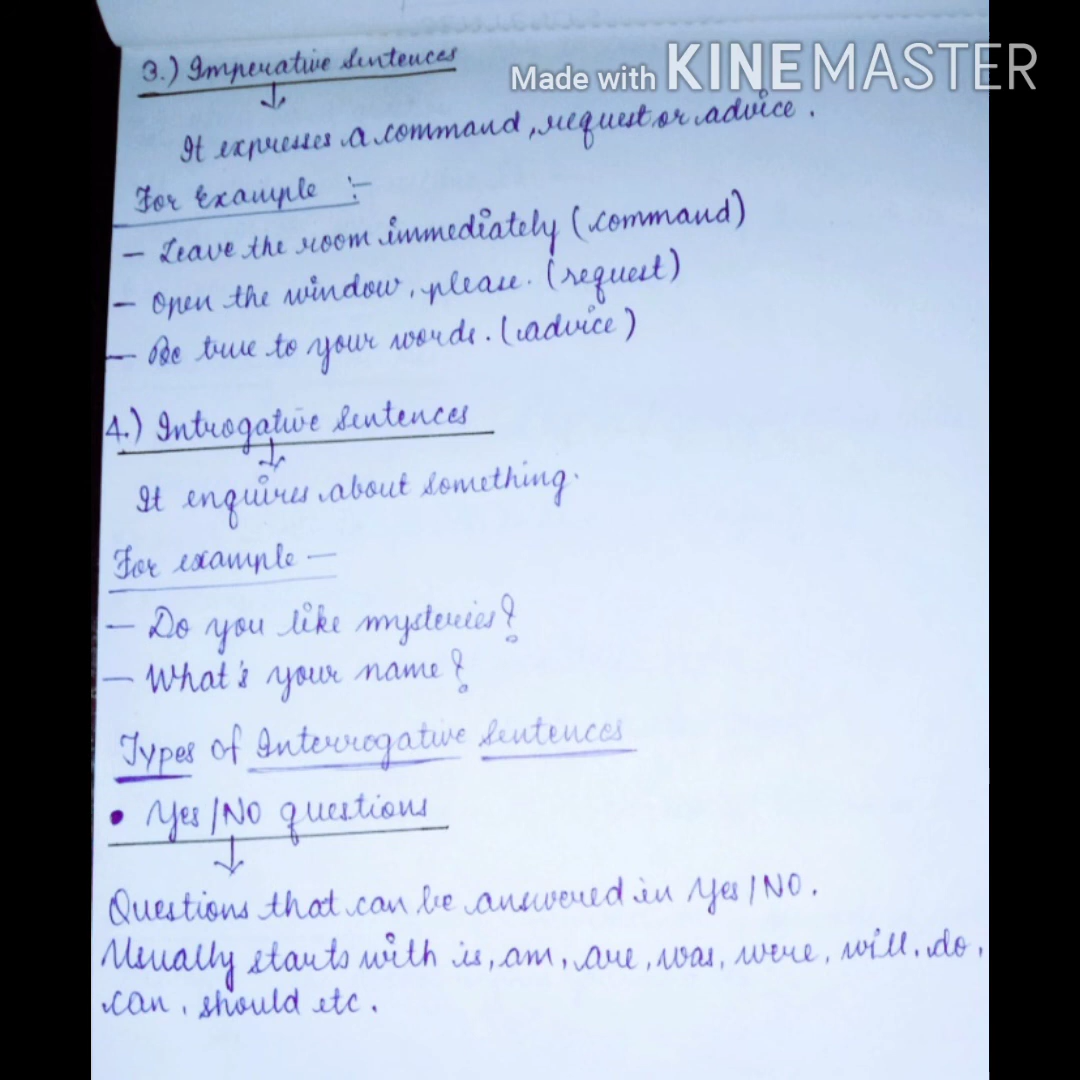 Made with KINEMASTER
3.) Imperative Sentences
It expresses a command, request or advice.
For Example :-
- Leave the room immediately (command)
- Open the window, please. (request)
- Be true to your words. (advice)
4.) Introgative Sentences
It enquires about something.
For example -
- Do you like mysteries?
- What's your name?
Types of Interrogative Sentences
• Yes/NO questions
Questions that can be answered in Yes/NO.
Usually starts with is, am, are, was, were, will, do,
can, should etc.